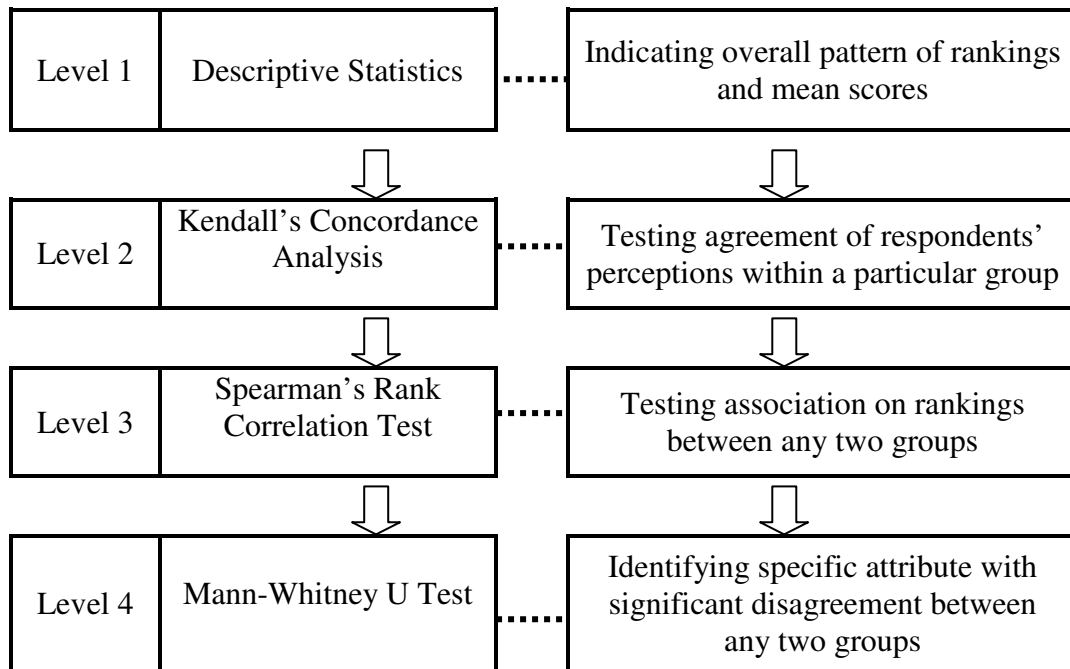 Level 1
Descriptive Statistics
Indicating overall pattern of rankings
and mean scores
Level 2
Kendall’s Concordance
Analysis
Testing agreement of respondents’
perceptions within a particular group
Level 3
Spearman’s Rank
Correlation Test
Testing association on rankings
between any two groups
Level 4
Mann-Whitney U Test
Identifying specific attribute with
significant disagreement between
any two groups